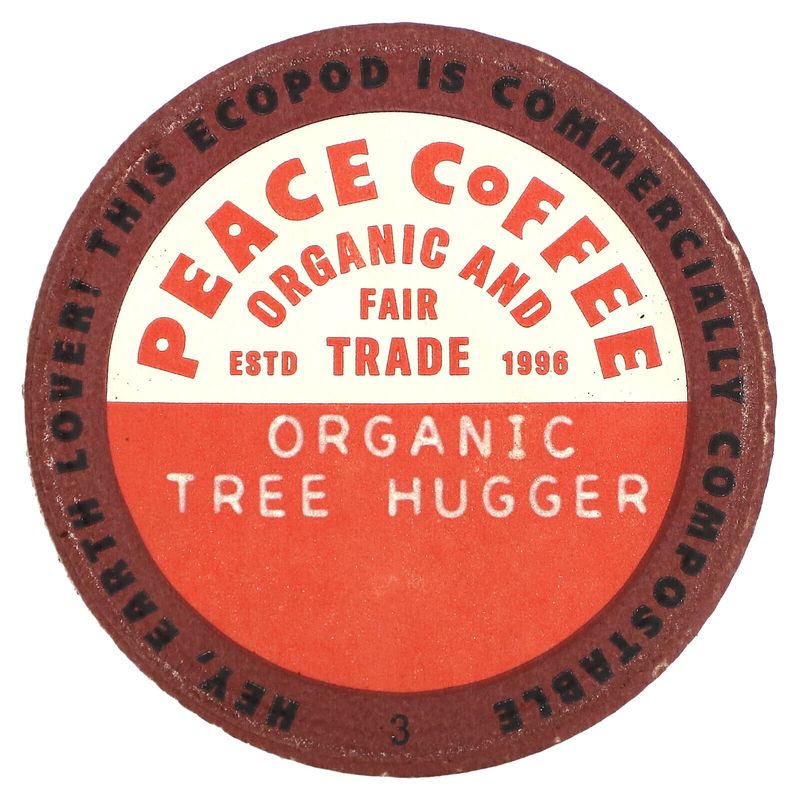 HEY, EARTH LOVER! THIS ECOPOD IS COMMERCIALLY COMPOSTABLE
PEACE COFFEE
ORGANIC AND
FAIR
ESTD TRADE 1996
ORGANIC
TREE HUGGER
3